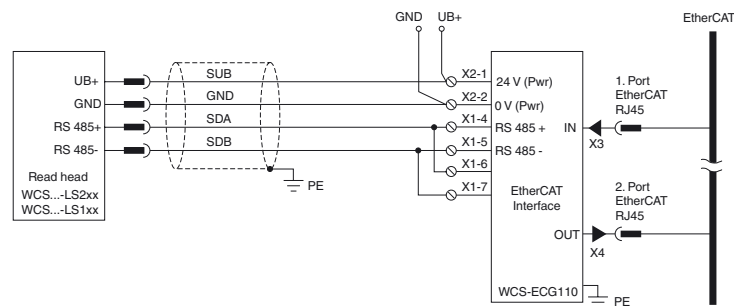 GND UB+
EtherCAT
UB+
GND
RS 485+
RS 485-
Read head
WCS...-LS2xx
WCS...-LS1xx
SUB
GND
SDA
SDB
PE
X2-1
X2-2
X1-4
X1-5
X1-6
X1-7
24 V (Pwr)
0 V (Pwr)
RS 485 +
RS 485 -
IN
EtherCAT
Interface
OUT
WCS-ECG110
PE
X3
1. Port
EtherCAT
RJ45
X4
2. Port
EtherCAT
RJ45